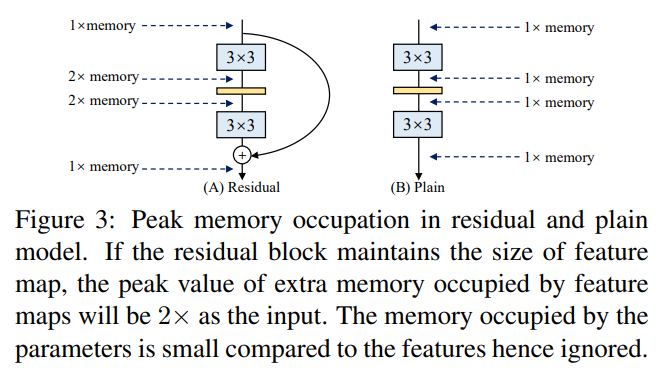 1×memory
3×3
2× memory
2× memory
3×3
+
1× memory
(A) Residual
1× memory
3×3
1× memory
1× memory
3×3
1× memory
(B) Plain
Figure 3: Peak memory occupation in residual and plain
model. If the residual block maintains the size of feature
map, the peak value of extra memory occupied by feature
maps will be 2× as the input. The memory occupied by the
parameters is small compared to the features hence ignored.